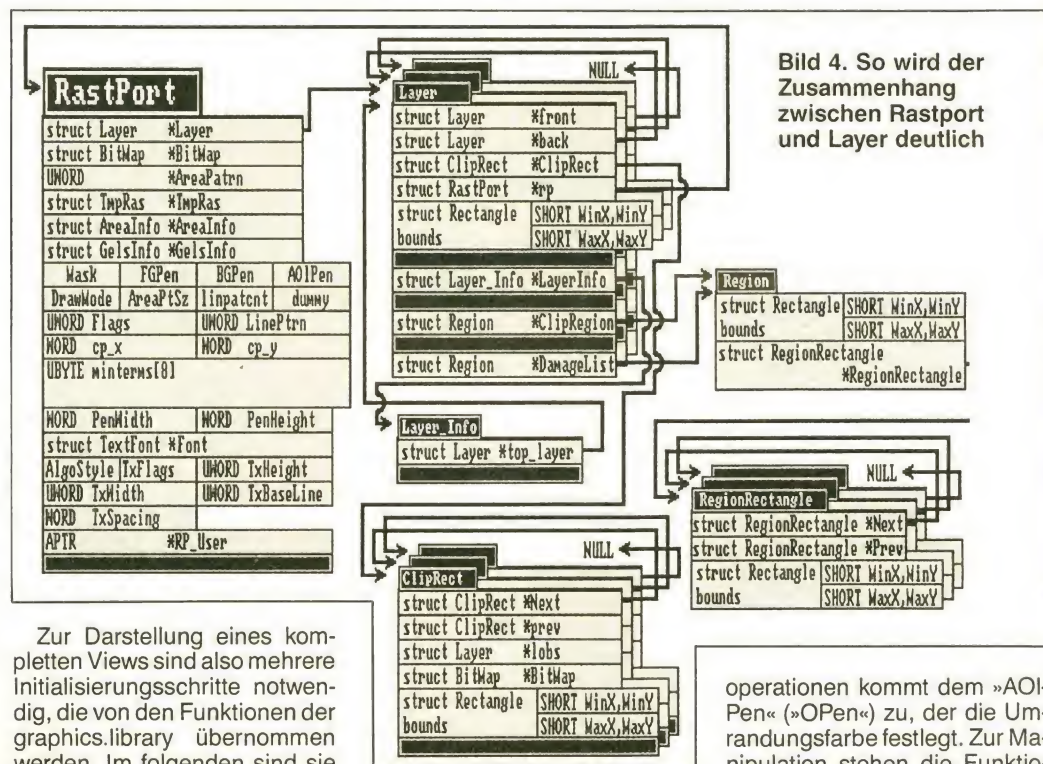 Bild 4. So wird der
Zusammenhang
zwischen Rastport
und Layer deutlich
RastPort
struct Layer *Layer
struct BitMap *BitMap
UWORD *AreaPatrn
struct TmpRas *TmpRas
struct AreaInfo *AreaInfo
struct GelsInfo *GelsInfo
Mask FGPen BGPen AOlPen
DrawMode AreaPtSz linpatcnt dummy
UWORD Flags UWORD LinePtrn
WORD cp_x WORD cp_y
UBYTE minterms[8]
WORD PenWidth WORD PenHeight
struct TextFont *Font
AlgoStyle TxFlags UWORD TxHeight
UWORD TxWidth UWORD TxBaseLine
WORD TxSpacing
APTR *RP_User
NULL
Layer
struct Layer *front
struct Layer *back
struct ClipRect *ClipRect
struct RastPort *rp
struct Rectangle SHORT MinX,MinY
bounds SHORT MaxX,MaxY
struct Layer_Info *LayerInfo
struct Region *ClipRegion
struct Region *DamageList
Region
struct Rectangle SHORT MinX,MinY
bounds SHORT MaxX,MaxY
struct RegionRectangle
*RegionRectangle
Layer_Info
struct Layer *top_layer
NULL
RegionRectangle
struct RegionRectangle *Next
struct RegionRectangle *Prev
struct Rectangle SHORT MinX,MinY
bounds SHORT MaxX,MaxY
NULL
ClipRect
struct ClipRect *Next
struct ClipRect *prev
struct Layer *lobs
struct BitMap *BitMap
struct Rectangle SHORT MinX,MinY
bounds SHORT MaxX,MaxY
Zur Darstellung eines kom-
pletten Views sind also mehrere
Initialisierungsschritte notwen-
dig, die von den Funktionen der
graphics.library übernommen
werden. Im folgenden sind sie
operationen kommt dem »AOl-
Pen« (»OPen«) zu, der die Um-
randungsfarbe festlegt. Zur Ma-
nipulation stehen die Funktio-